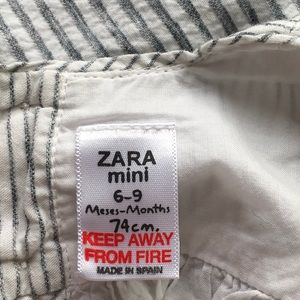 ZARA
mini
6-9
Meses-Months
74cm.
KEEP AWAY
FROM FIRE
MADE IN SPAIN